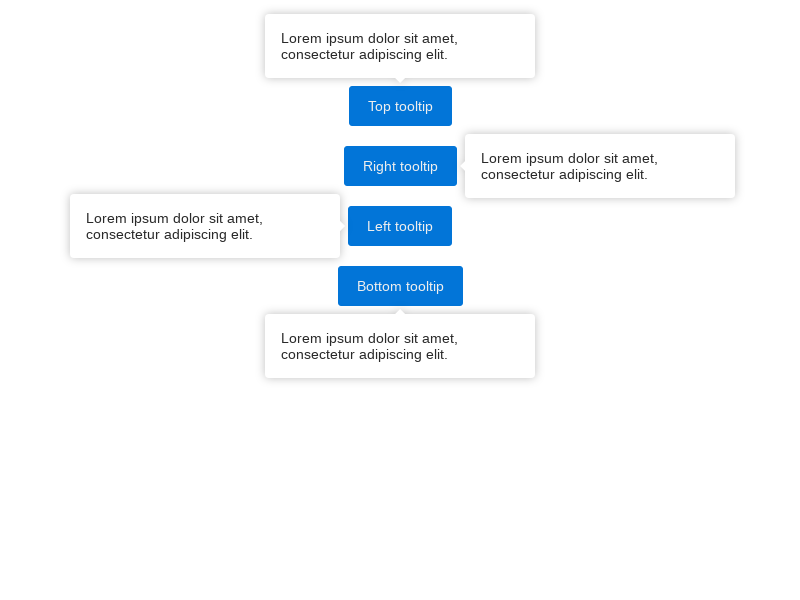 Lorem ipsum dolor sit amet,
consectetur adipiscing elit.
Top tooltip
Right tooltip
Lorem ipsum dolor sit amet,
consectetur adipiscing elit.
Lorem ipsum dolor sit amet,
consectetur adipiscing elit.
Left tooltip
Bottom tooltip
Lorem ipsum dolor sit amet,
consectetur adipiscing elit.